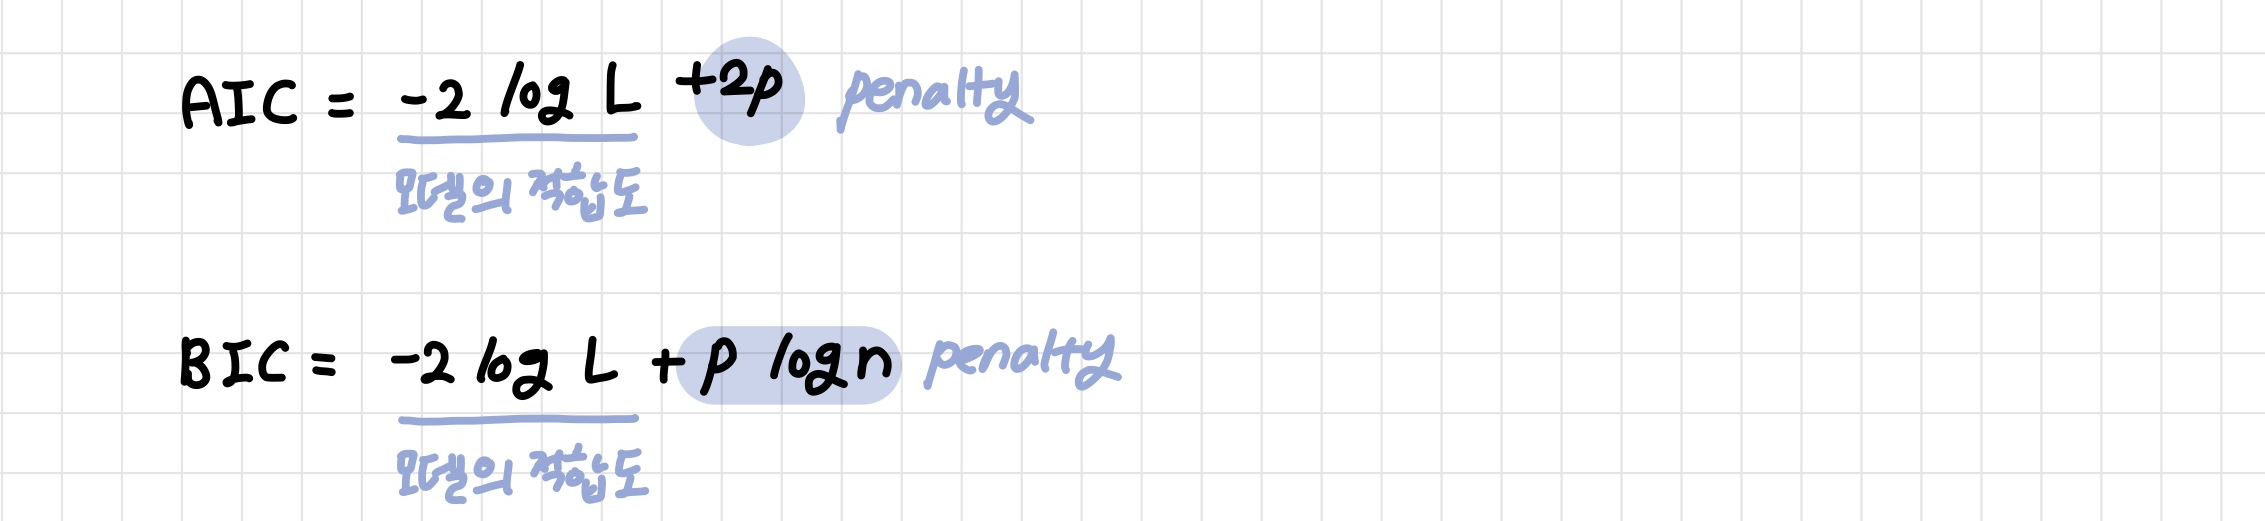 AIC = -2 log L +2p penalty
모델의 적합도
BIC = -2 log L + p log n penalty
모델의 적합도